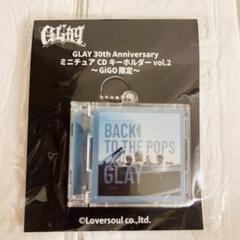 GLAY
GLAY 30th Anniversary
ミニチュア CD キーホルダー vol.2
～ GiGO 限定 ～
BACK
TO THE POPS
GLAY
©Loversoul co.,ltd.